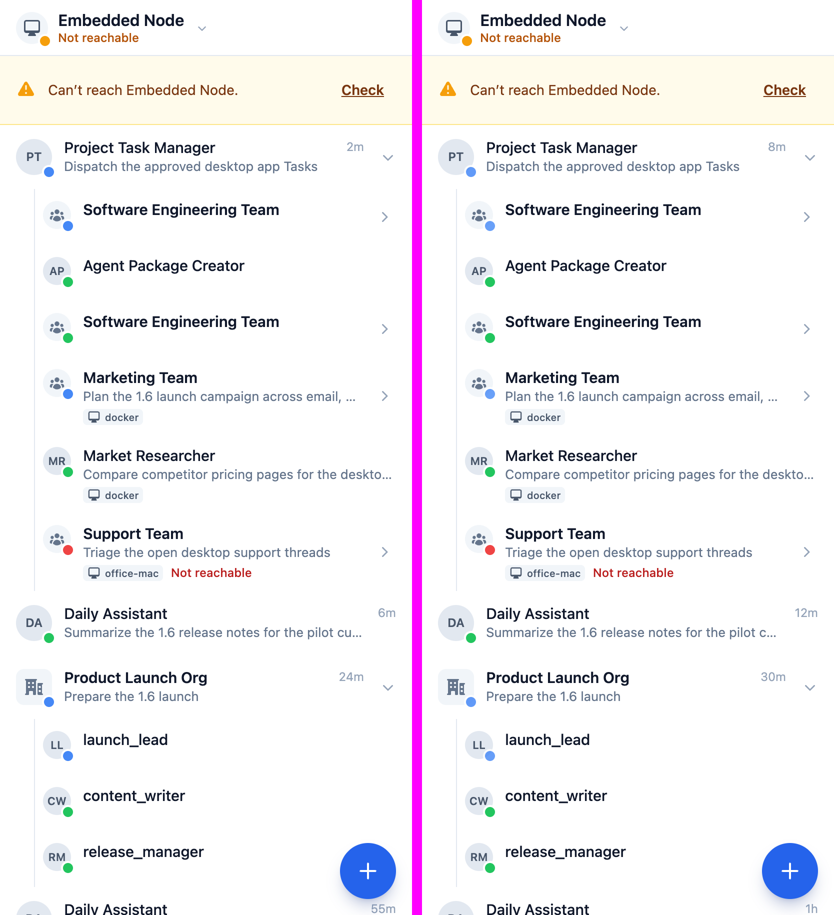 Embedded Node
Not reachable
Can't reach Embedded Node.
Check
PT
Project Task Manager
2m
Dispatch the approved desktop app Tasks
Software Engineering Team
AP
Agent Package Creator
Software Engineering Team
Marketing Team
Plan the 1.6 launch campaign across email, ...
docker
MR
Market Researcher
Compare competitor pricing pages for the deskto...
docker
Support Team
Triage the open desktop support threads
office-mac Not reachable
DA
Daily Assistant
6m
Summarize the 1.6 release notes for the pilot cu...
Product Launch Org
24m
Prepare the 1.6 launch
LL
launch_lead
CW
content_writer
RM
release_manager
Daily Assistant
55m
Embedded Node
Not reachable
Can't reach Embedded Node.
Check
PT
Project Task Manager
8m
Dispatch the approved desktop app Tasks
Software Engineering Team
AP
Agent Package Creator
Software Engineering Team
Marketing Team
Plan the 1.6 launch campaign across email, ...
docker
MR
Market Researcher
Compare competitor pricing pages for the deskto...
docker
Support Team
Triage the open desktop support threads
office-mac Not reachable
DA
Daily Assistant
12m
Summarize the 1.6 release notes for the pilot c...
Product Launch Org
30m
Prepare the 1.6 launch
LL
launch_lead
CW
content_writer
RM
release_manager
Daily Assistant
1h